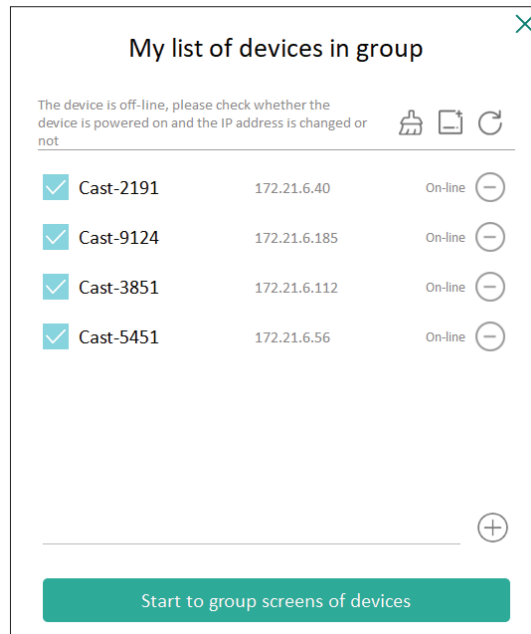 My list of devices in group
The device is off-line, please check whether the
device is powered on and the IP address is changed or
not
Cast-2191 172.21.6.40 On-line
Cast-9124 172.21.6.185 On-line
Cast-3851 172.21.6.112 On-line
Cast-5451 172.21.6.56 On-line
Start to group screens of devices